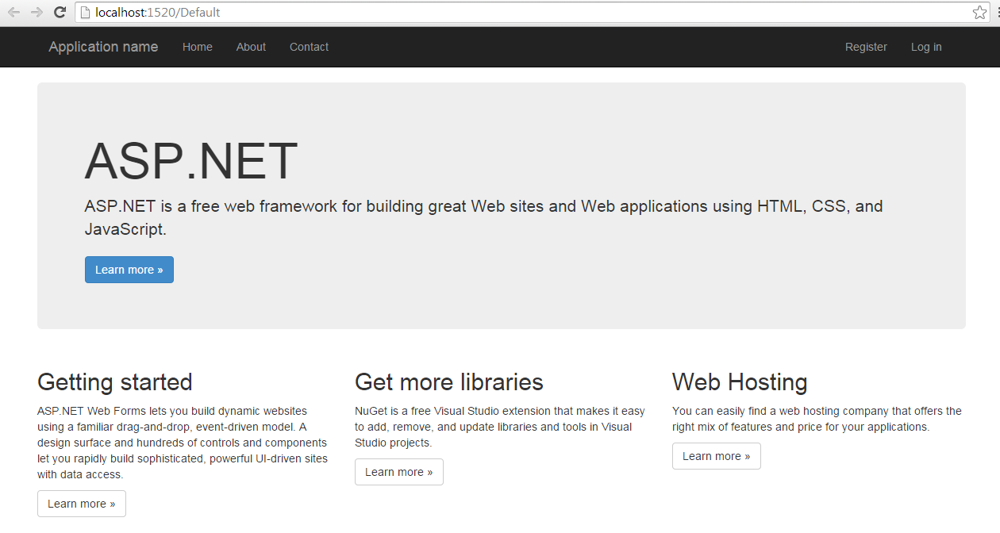 localhost:1520/Default
Application name Home About Contact Register Log in
ASP.NET
ASP.NET is a free web framework for building great Web sites and Web applications using HTML, CSS, and
JavaScript.
Learn more »
Getting started
ASP.NET Web Forms lets you build dynamic websites
using a familiar drag-and-drop, event-driven model. A
design surface and hundreds of controls and components
let you rapidly build sophisticated, powerful UI-driven sites
with data access.
Learn more »
Get more libraries
NuGet is a free Visual Studio extension that makes it easy
to add, remove, and update libraries and tools in Visual
Studio projects.
Learn more »
Web Hosting
You can easily find a web hosting company that offers the
right mix of features and price for your applications.
Learn more »